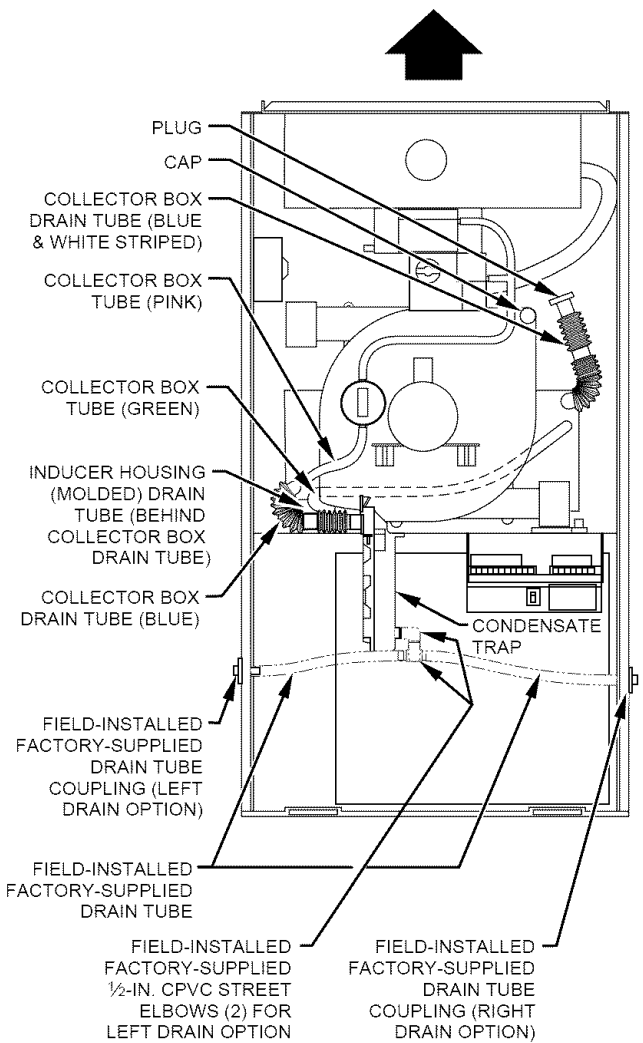 PLUG
CAP
COLLECTOR BOX
DRAIN TUBE (BLUE
& WHITE STRIPED)
COLLECTOR BOX
TUBE (PINK)
COLLECTOR BOX
TUBE (GREEN)
INDUCER HOUSING
(MOLDED) DRAIN
TUBE (BEHIND
COLLECTOR BOX
DRAIN TUBE)
COLLECTOR BOX
DRAIN TUBE (BLUE)
CONDENSATE
TRAP
FIELD-INSTALLED
FACTORY-SUPPLIED
DRAIN TUBE
COUPLING (LEFT
DRAIN OPTION)
FIELD-INSTALLED
FACTORY-SUPPLIED
DRAIN TUBE
FIELD-INSTALLED
FACTORY-SUPPLIED
½-IN. CPVC STREET
ELBOWS (2) FOR
LEFT DRAIN OPTION
FIELD-INSTALLED
FACTORY-SUPPLIED
DRAIN TUBE
COUPLING (RIGHT
DRAIN OPTION)